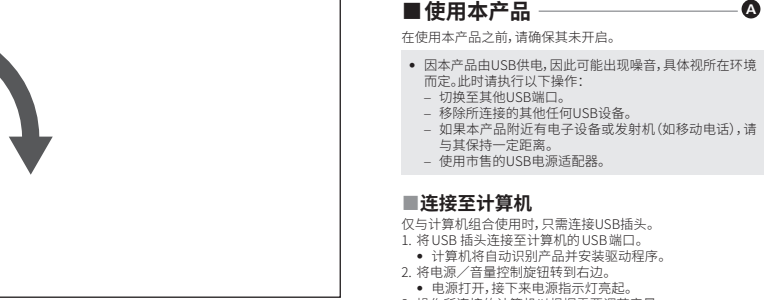 ■使用本产品 A
在使用本产品之前，请确保其未开启。
• 因本产品由USB供电，因此可能出现噪音，具体视所在环境
而定。此时请执行以下操作：
– 切换至其他USB端口。
– 移除所连接的其他任何USB设备。
– 如果本产品附近有电子设备或发射机（如移动电话），请
与其保持一定距离。
– 使用市售的USB电源适配器。
■连接至计算机
仅与计算机组合使用时，只需连接USB插头。
1. 将USB 插头连接至计算机的USB端口。
• 计算机将自动识别产品并安装驱动程序。
2. 将电源／音量控制旋钮转到右边。
• 电源打开，接下来电源指示灯亮起。